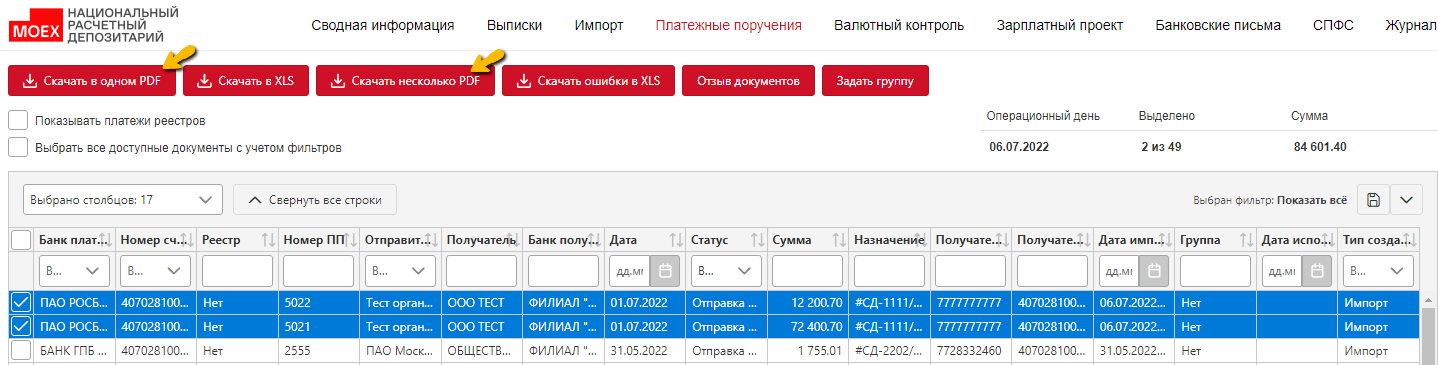 MOEX НАЦИОНАЛЬНЫЙ РАСЧЕТНЫЙ ДЕПОЗИТАРИЙ
Сводная информация Выписки Импорт Платежные поручения Валютный контроль Зарплатный проект Банковские письма СПФС Журнал
Скачать в одном PDF Скачать в XLS Скачать несколько PDF Скачать ошибки в XLS Отзыв документов Задать группу
Показывать платежи реестров
Выбрать все доступные документы с учетом фильтров
Операционный день Выделено Сумма
06.07.2022 2 из 49 84 601.40
Выбрано столбцов: 17 Свернуть все строки Выбран фильтр: Показать всё
Банк плат... Номер сч... Реестр Номер ПП Отправит... Получатель Банк полу... Дата Статус Сумма Назначение Получате... Получате... Дата имп... Группа Дата испо... Тип созда...
В... В... В... дд.мм В... дд.мм дд.мм В...
ПАО РОСБ... 407028100... Нет 5022 Тест орган... ООО ТЕСТ ФИЛИАЛ "... 01.07.2022 Отправка ... 12 200.70 #СД-1111/... 7777777777 407028100... 06.07.2022... Нет Импорт
ПАО РОСБ... 407028100... Нет 5021 Тест орган... ООО ТЕСТ ФИЛИАЛ "... 01.07.2022 Отправка ... 72 400.70 #СД-1111/... 7777777777 407028100... 06.07.2022... Нет Импорт
БАНК ГПБ ... 407028100... Нет 2555 ПАО Моск... ОБЩЕСТВ... ФИЛИАЛ "... 31.05.2022 Отправка ... 1 755.01 #СД-2202/... 7728332460 407028100... 31.05.2022... Нет Импорт